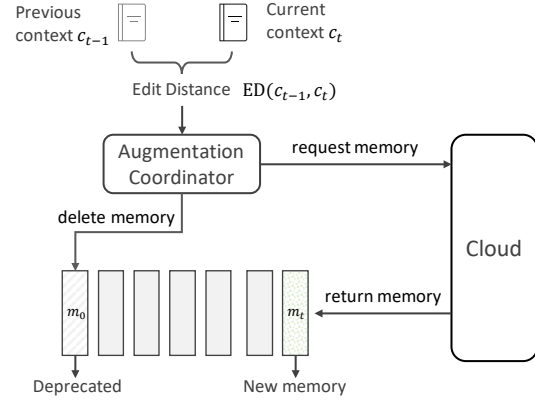 Previous
context c_{t-1}
Current
context c_t
Edit Distance ED(c_{t-1}, c_t)
Augmentation
Coordinator
request memory
delete memory
Cloud
return memory
m_0
m_t
Deprecated
New memory